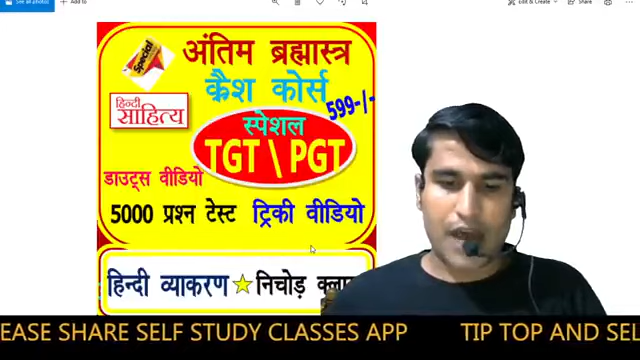 See all photos
Add to
Edit & Create
Share
Special
अंतिम ब्रह्मास्त्र
क्रैश कोर्स
599-/-
हिन्दी
साहित्य
स्पेशल
TGT \ PGT
डाउट्स वीडियो
5000 प्रश्न टेस्ट ट्रिकी वीडियो
हिन्दी व्याकरण निचोड़
EASE SHARE SELF STUDY CLASSES APP TIP TOP AND SEL